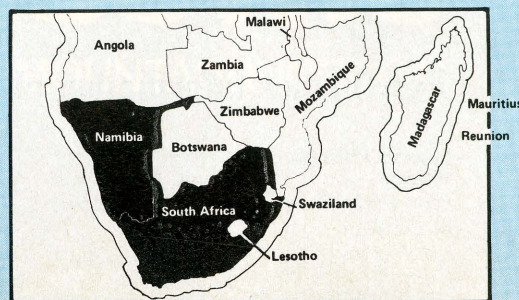 Malawi
Angola
Zambia
Mozambique
Madagascar
Mauritius
Zimbabwe
Namibia
Reunion
Botswana
Swaziland
South Africa
Lesotho